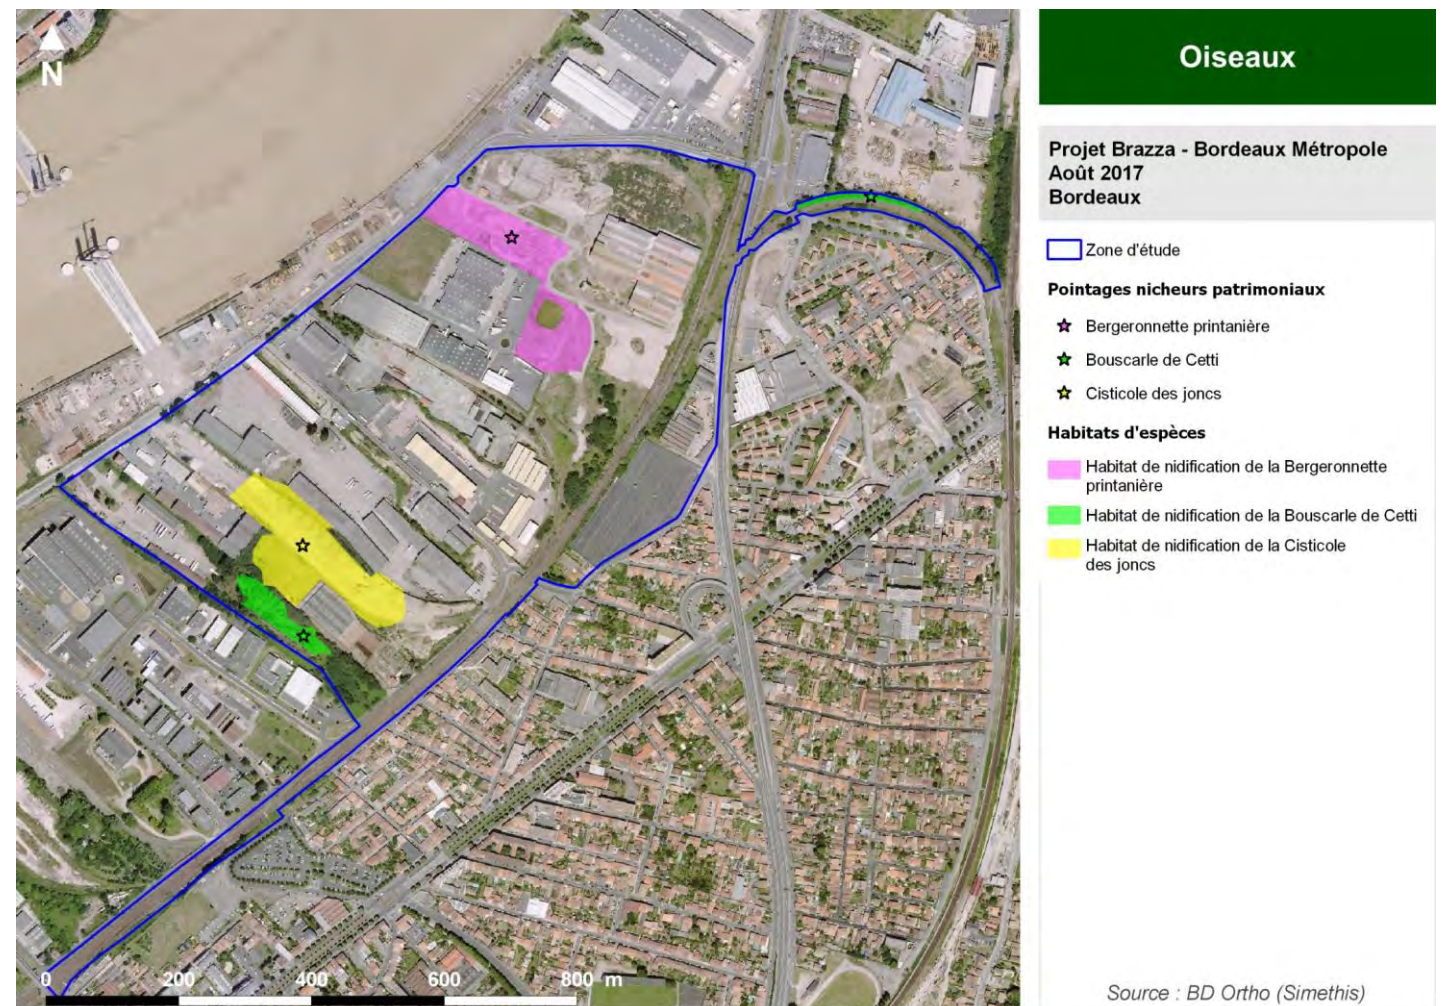 N
Oiseaux
Projet Brazza - Bordeaux Métropole
Août 2017
Bordeaux
Zone d'étude
Pointages nicheurs patrimoniaux
Bergeronnette printanière
Bouscarle de Cetti
Cisticole des joncs
Habitats d'espèces
Habitat de nidification de la Bergeronnette
printanière
Habitat de nidification de la Bouscarle de Cetti
Habitat de nidification de la Cisticole
des joncs
0 200 400 600 800 m
Source : BD Ortho (Simethis)